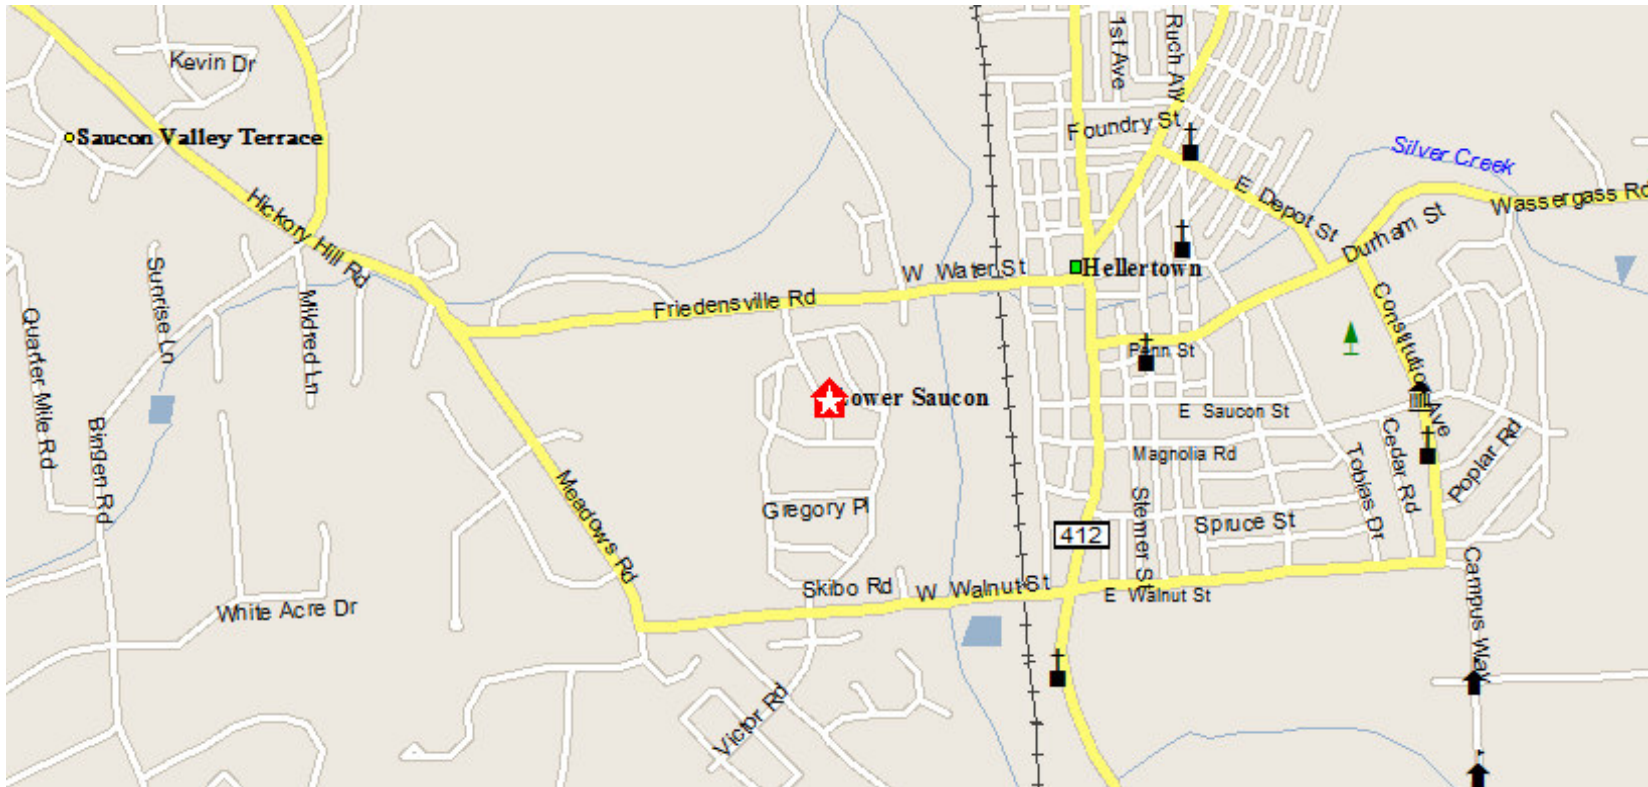 Kevin Dr
1st Ave
Ruch Aly
Foundry St
Saucon Valley Terrace
Silver Creek
Hickory Hill Rd
E Depot St
Wassergass Rd
Durham St
W Water St
Hellertown
Sunrise Ln
Mildred Ln
Friedensville Rd
Quarter Mile Rd
Constitution Ave
Penn St
Lower Saucon
E Saucon St
Binden Rd
Magnolia Rd
Tobias Dr
Cedar Rd
Poplar Rd
Meadows Rd
Gregory Pl
Stemer St
Spruce St
412
Skibo Rd
W Walnut St
E Walnut St
Campus Way
White Acre Dr
Victor Rd